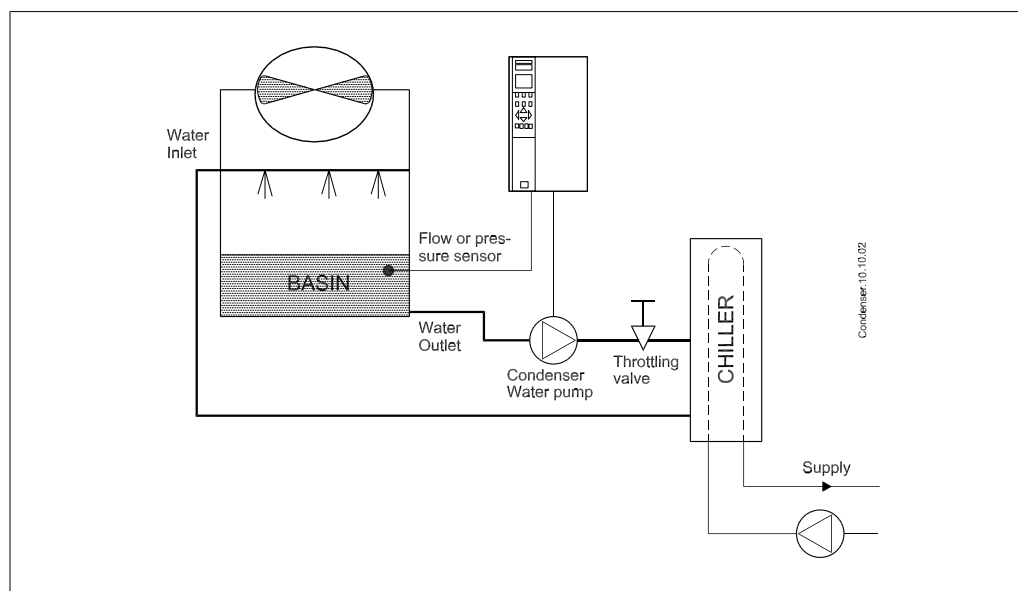 Water
Inlet
Flow or pres-
sure sensor
BASIN
Water
Outlet
Condenser
Water pump
Throttling
valve
CHILLER
Condenser.10.10.02
Supply